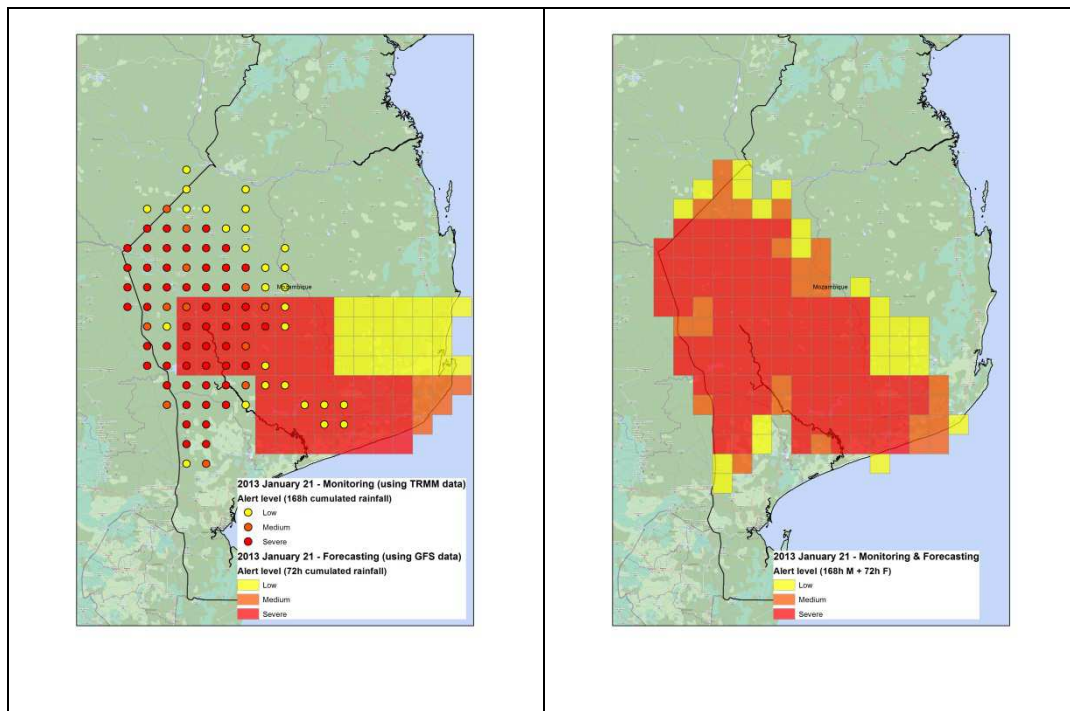 Mozambique
2013 January 21 - Monitoring (using TRMM data)
Alert level (168h cumulated rainfall)
Low
Medium
Severe
2013 January 21 - Forecasting (using GFS data)
Alert level (72h cumulated rainfall)
Low
Medium
Severe
Mozambique
2013 January 21 - Monitoring & Forecasting
Alert level (168h M + 72h F)
Low
Medium
Severe